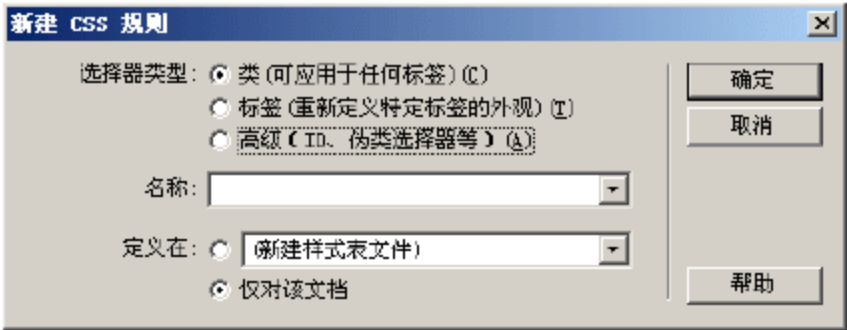 新建 CSS 规则
选择器类型: 类(可应用于任何标签)(C) 确定
标签(重新定义特定标签的外观)(T)
高级(ID、伪类选择器等)(A) 取消
名称:
定义在: (新建样式表文件)
仅对该文档 帮助